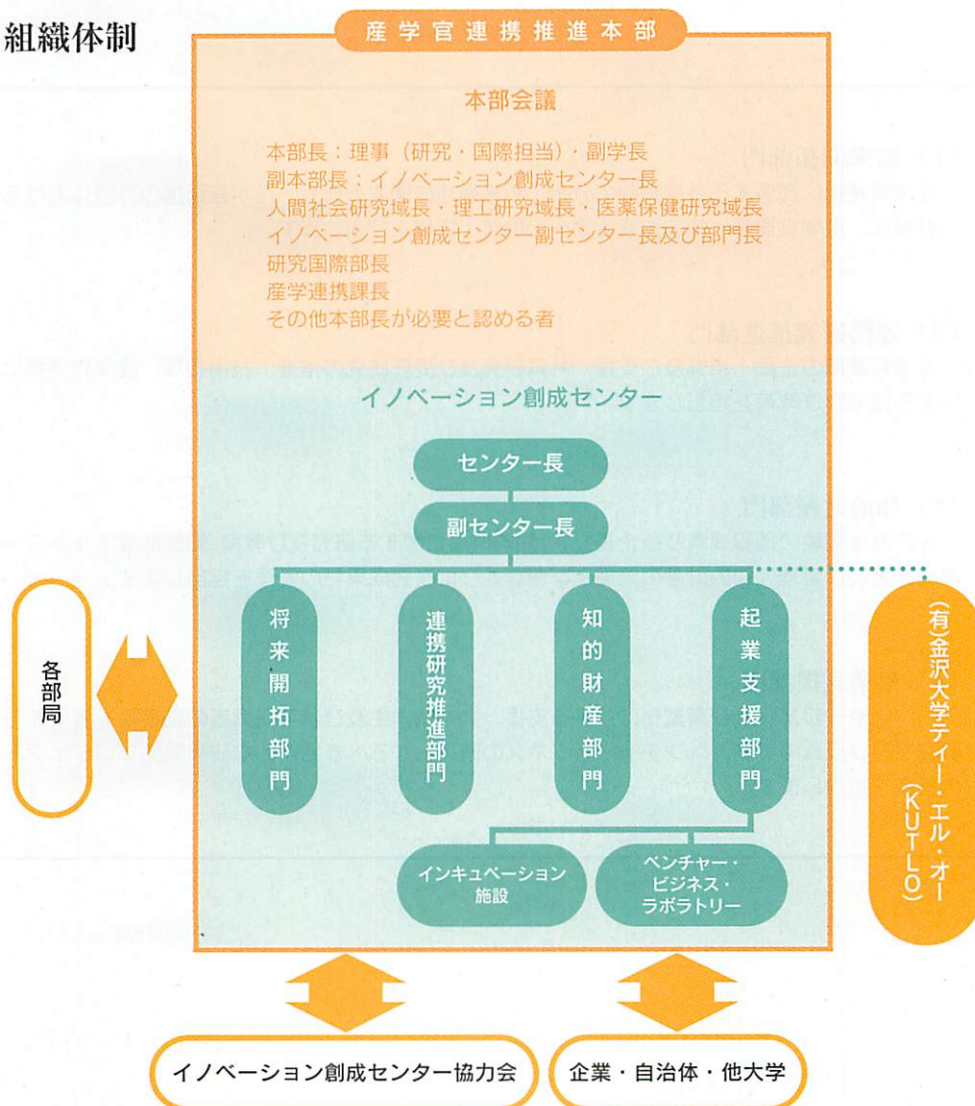 組織体制
産学官連携推進本部
本部会議
本部長：理事（研究・国際担当）・副学長
副本部長：イノベーション創成センター長
人間社会研究域長・理工研究域長・医薬保健研究域長
イノベーション創成センター副センター長及び部門長
研究国際部長
産学連携課長
その他本部長が必要と認める者
イノベーション創成センター
センター長
副センター長
各部局
将来開拓部門
連携研究推進部門
知的財産部門
起業支援部門
(有)金沢大学ティー・エル・オー
(KUTLO)
インキュベーション
施設
ベンチャー・
ビジネス・
ラボラトリー
イノベーション創成センター協力会
企業・自治体・他大学